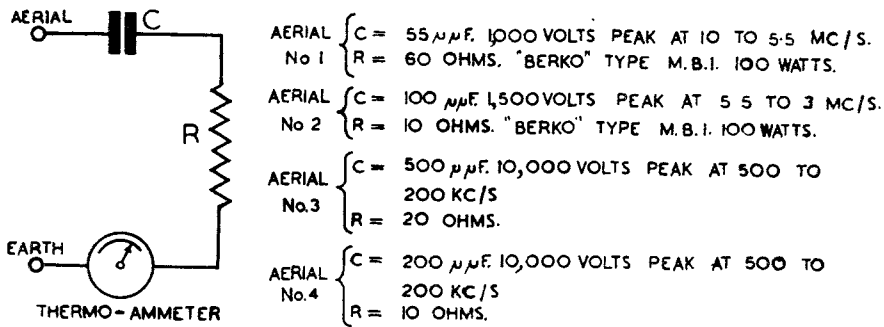 AERIAL
C
R
EARTH
THERMO-AMMETER
AERIAL No 1
C = 55 μμF. 1,000 VOLTS PEAK AT 10 TO 5·5 MC/S.
R = 60 OHMS. "BERKO" TYPE M.B.I. 100 WATTS.
AERIAL No 2
C = 100 μμF. 1,500 VOLTS PEAK AT 5 5 TO 3 MC/S.
R = 10 OHMS. "BERKO" TYPE M.B.I. 100 WATTS.
AERIAL No.3
C = 500 μμF. 10,000 VOLTS PEAK AT 500 TO
200 KC/S
R = 20 OHMS.
AERIAL No.4
C = 200 μμF. 10,000 VOLTS PEAK AT 500 TO
200 KC/S
R = 10 OHMS.